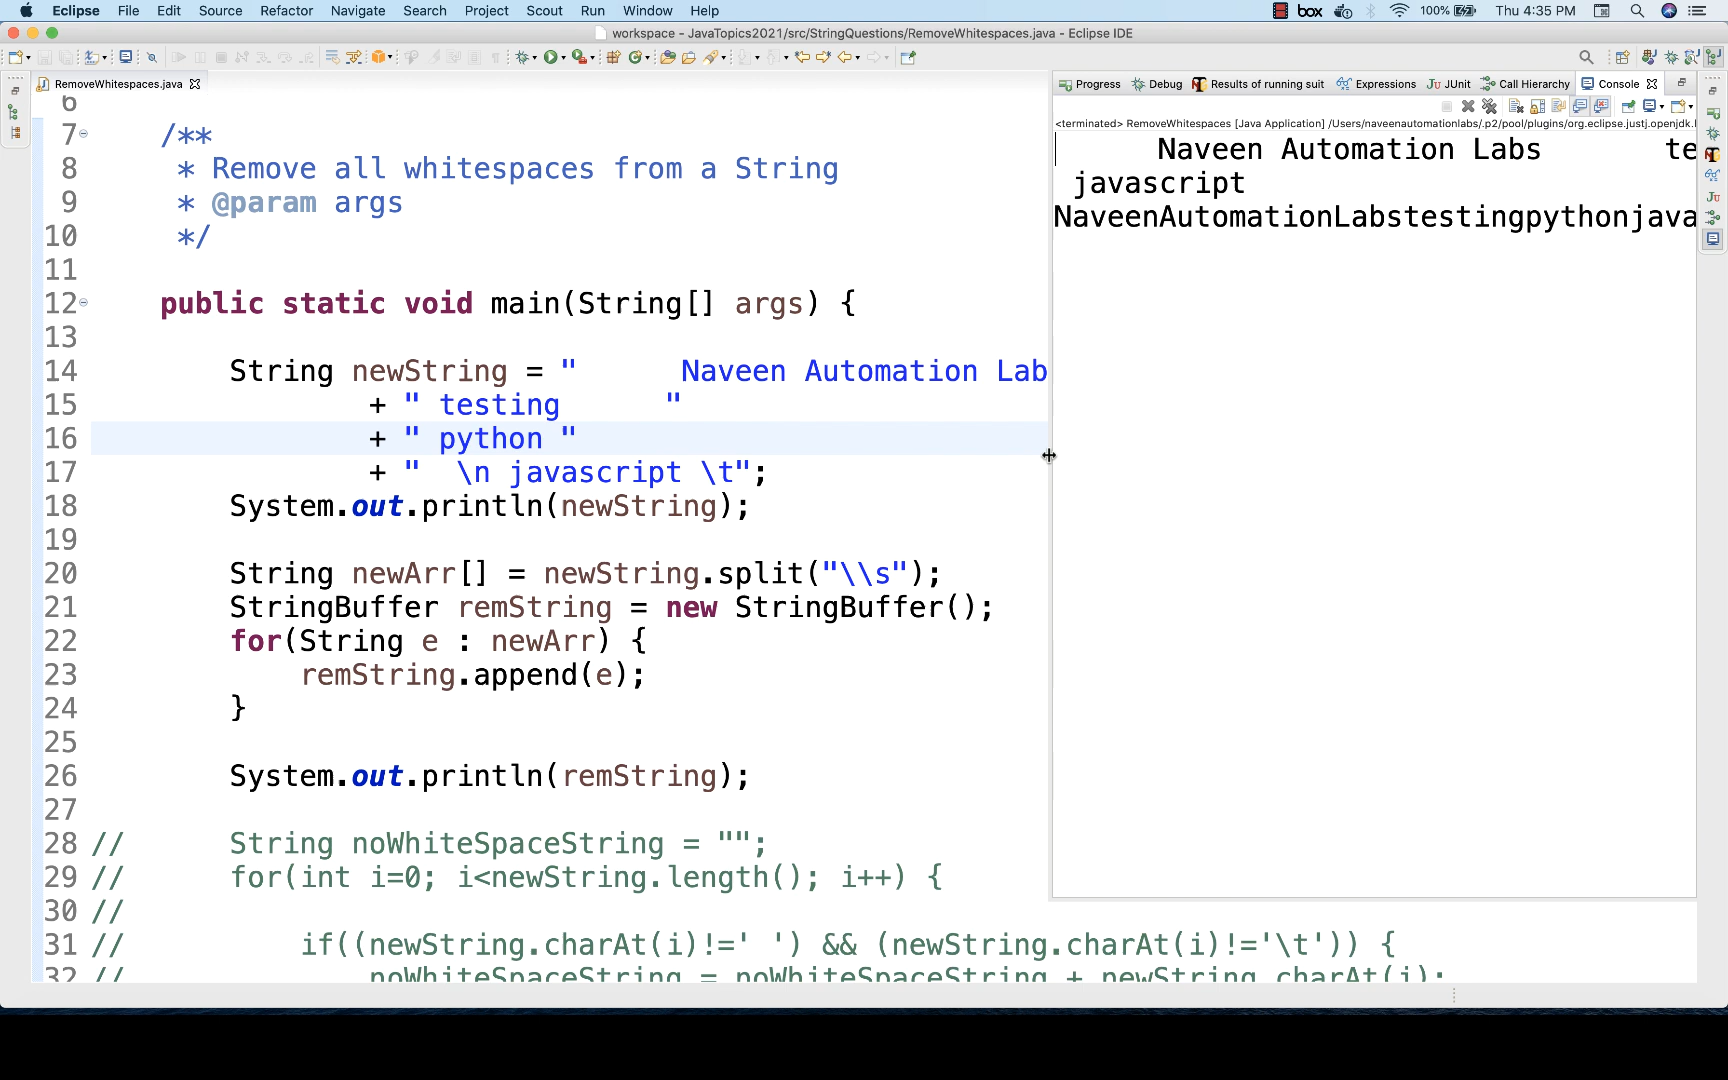 Eclipse File Edit Source Refactor Navigate Search Project Scout Run Window Help box 100% Thu 4:35 PM
workspace - JavaTopics2021/src/StringQuestions/RemoveWhitespaces.java - Eclipse IDE
RemoveWhitespaces.java
Progress Debug Results of running suit Expressions JUnit Call Hierarchy Console
<terminated> RemoveWhitespaces [Java Application] /Users/naveenautomationlabs/.p2/pool/plugins/org.eclipse.justj.openjdk.
Naveen Automation Labs te
javascript
NaveenAutomationLabstestingpythonjava
6
7 /**
8 * Remove all whitespaces from a String
9 * @param args
10 */
11
12 public static void main(String[] args) {
13
14 String newString = "      Naveen Automation Lab
15 + " testing      "
16 + " python "
17 + "  \n javascript \t";
18 System.out.println(newString);
19
20 String newArr[] = newString.split("\\s");
21 StringBuffer remString = new StringBuffer();
22 for(String e : newArr) {
23 remString.append(e);
24 }
25
26 System.out.println(remString);
27
28 // String noWhiteSpaceString = "";
29 // for(int i=0; i<newString.length(); i++) {
30 //
31 // if((newString.charAt(i)!=' ') && (newString.charAt(i)!='\t')) {
32 // noWhiteSpaceString = noWhiteSpaceString + newString.charAt(i);